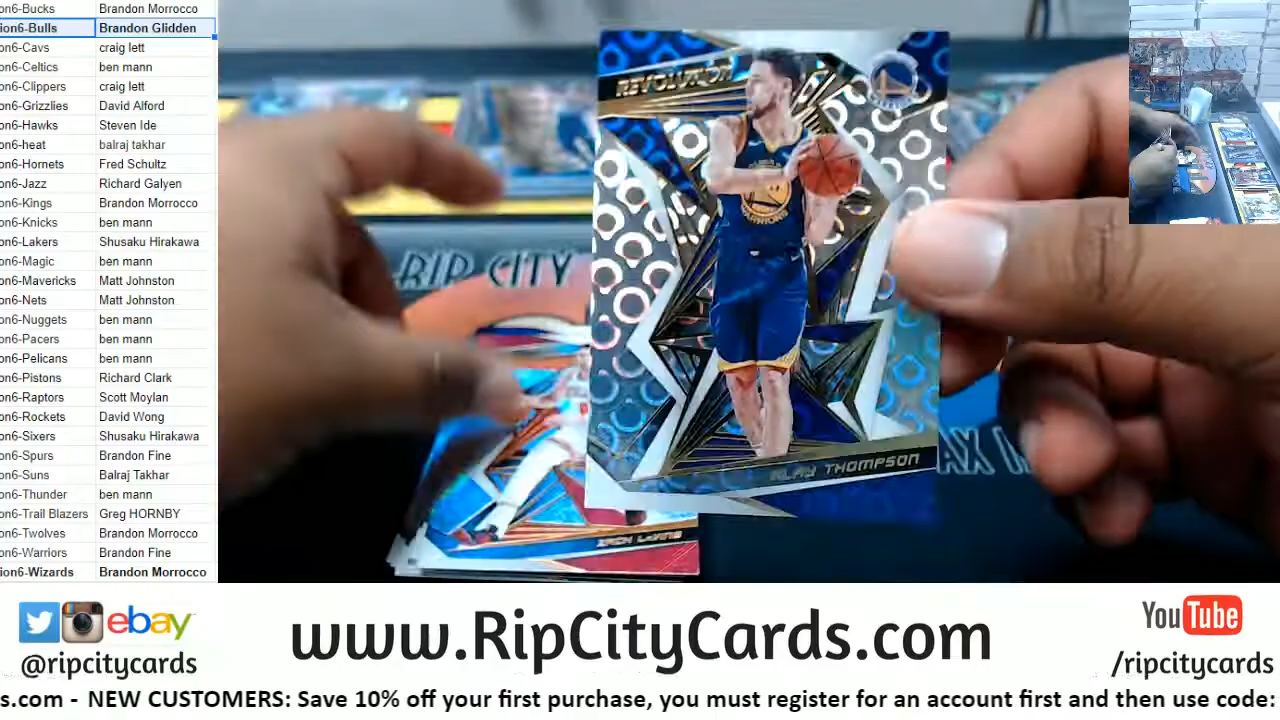 ion6-Bucks Brandon Morrocco
ion6-Bulls Brandon Glidden
on6-Cavs craig lett
on6-Celtics ben mann
on6-Clippers craig lett
on6-Grizzlies David Alford
on6-Hawks Steven Ide
on6-heat balraj takhar
on6-Hornets Fred Schultz
on6-Jazz Richard Galyen
on6-Kings Brandon Morrocco
on6-Knicks ben mann
on6-Lakers Shusaku Hirakawa
on6-Magic ben mann
on6-Mavericks Matt Johnston
on6-Nets Matt Johnston
on6-Nuggets ben mann
on6-Pacers ben mann
on6-Pelicans ben mann
on6-Pistons Richard Clark
on6-Raptors Scott Moylan
on6-Rockets David Wong
on6-Sixers Shusaku Hirakawa
on6-Spurs Brandon Fine
on6-Suns Balraj Takhar
on6-Thunder ben mann
on6-Trail Blazers Greg HORNBY
on6-Twolves Brandon Morrocco
on6-Warriors Brandon Fine
ion6-Wizards Brandon Morrocco
REVOLUTION
WARRIORS
KLAY THOMPSON
RIP CITY
ZACH LaVINE
ebay
@ripcitycards
www.RipCityCards.com
YouTube
/ripcitycards
s.com - NEW CUSTOMERS: Save 10% off your first purchase, you must register for an account first and then use code: